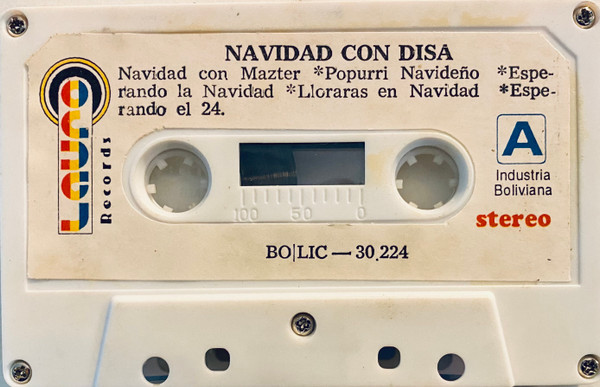 NAVIDAD CON DISA
Navidad con Mazter *Popurri Navideño *Espe-
rando la Navidad *Lloraras en Navidad *Espe-
rando el 24.
Lauro
Records
A
Industria
Boliviana
100 50 0
stereo
BO|LIC — 30.224